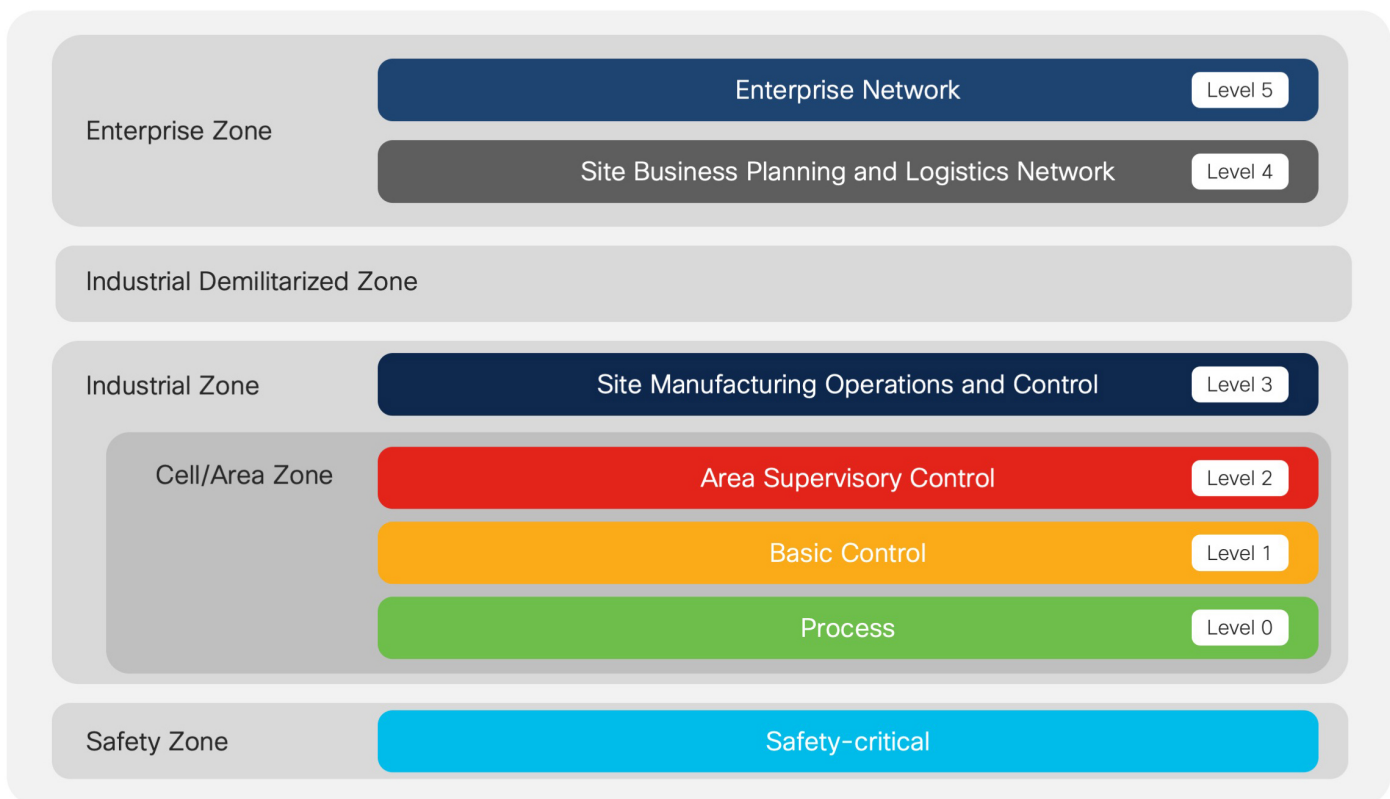 Enterprise Zone
Enterprise Network
Level 5
Site Business Planning and Logistics Network
Level 4
Industrial Demilitarized Zone
Industrial Zone
Site Manufacturing Operations and Control
Level 3
Cell/Area Zone
Area Supervisory Control
Level 2
Basic Control
Level 1
Process
Level 0
Safety Zone
Safety-critical